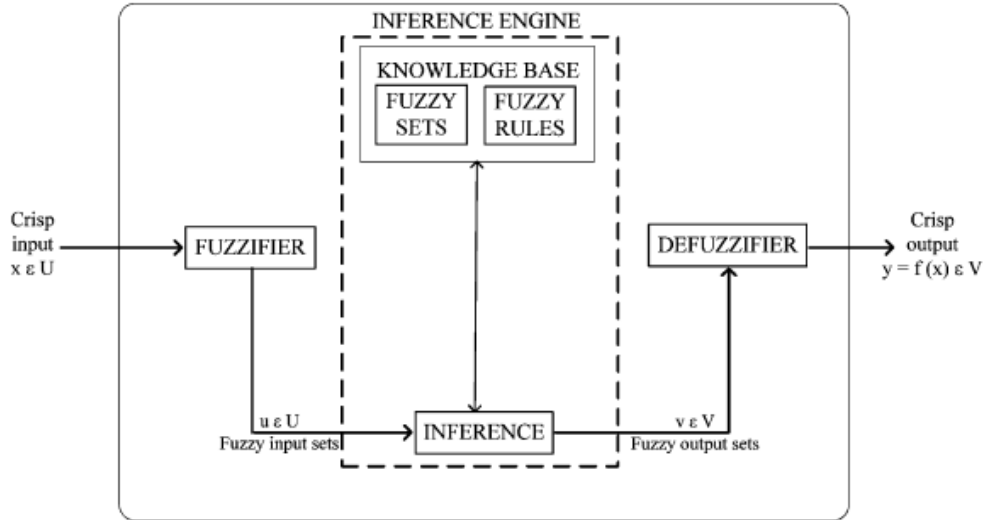 INFERENCE ENGINE
KNOWLEDGE BASE
FUZZY
SETS
FUZZY
RULES
Crisp
input
x ε U
FUZZIFIER
DEFUZZIFIER
Crisp
output
y = f (x) ε V
u ε U
Fuzzy input sets
INFERENCE
v ε V
Fuzzy output sets